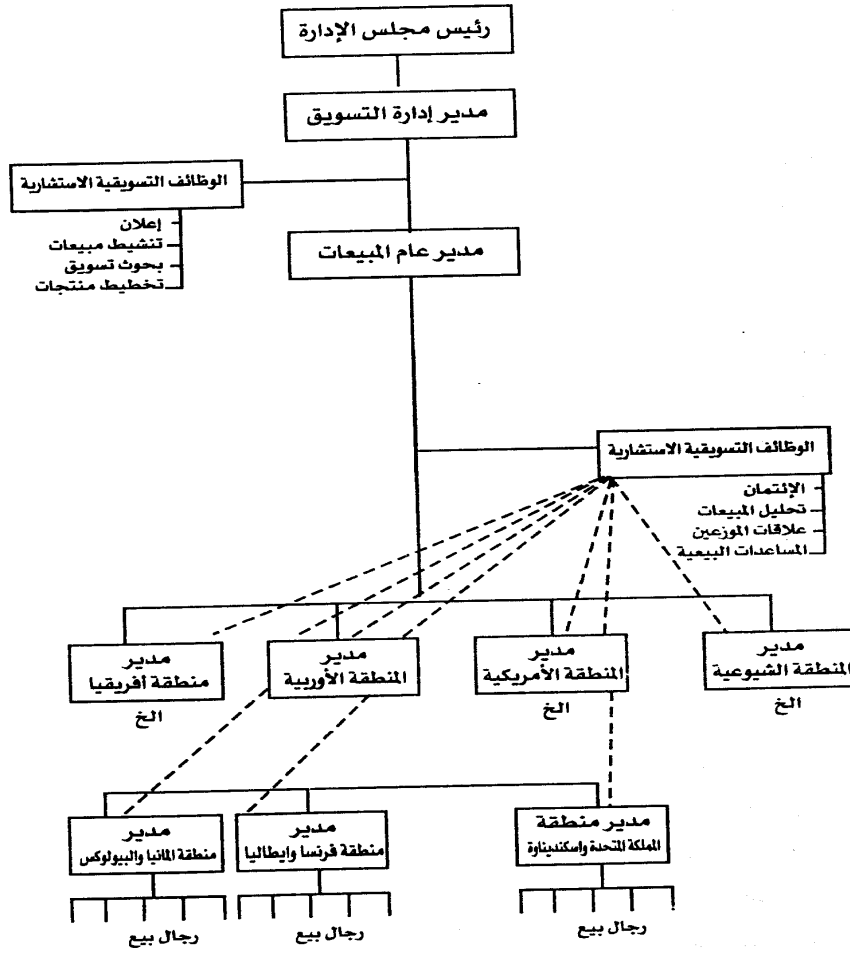 رئيس مجلس الإدارة
مدير إدارة التسويق
الوظائف التسويقية الاستشارية
إعلان
تنشيط مبيعات
بحوث تسويق
تخطيط منتجات
مدير عام المبيعات
الوظائف التسويقية الاستشارية
الإئتمان
تحليل المبيعات
علاقات الموزعين
المساعدات البيعية
مدير
المنطقة الشيوعية
الخ
مدير
المنطقة الأمريكية
الخ
مدير
المنطقة الأوربية
مدير
منطقة أفريقيا
الخ
مدير منطقة
المملكة المتحدة واسكنديناوة
رجال بيع
مدير
منطقة فرنسا وإيطاليا
رجال بيع
مدير
منطقة المانيا والبيولوكس
رجال بيع